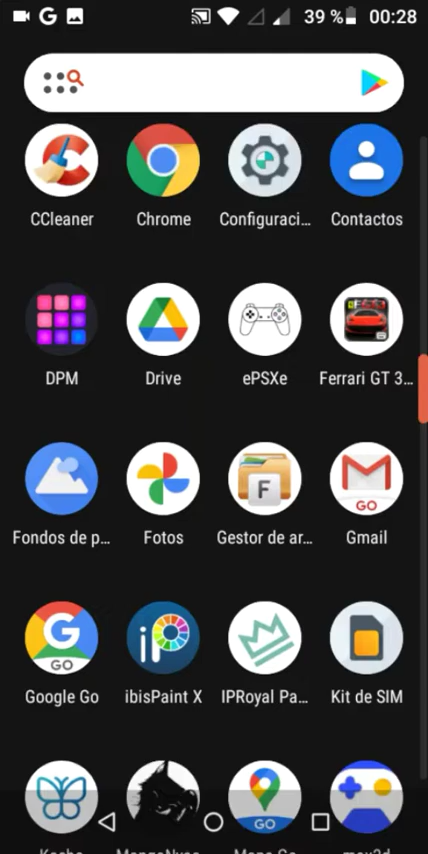 39 % 00:28
CCleaner Chrome Configuraci... Contactos
DPM Drive ePSXe Ferrari GT 3...
F
GO
Fondos de p... Fotos Gestor de ar... Gmail
GO
Google Go ibisPaint X IPRoyal Pa... Kit de SIM
GO